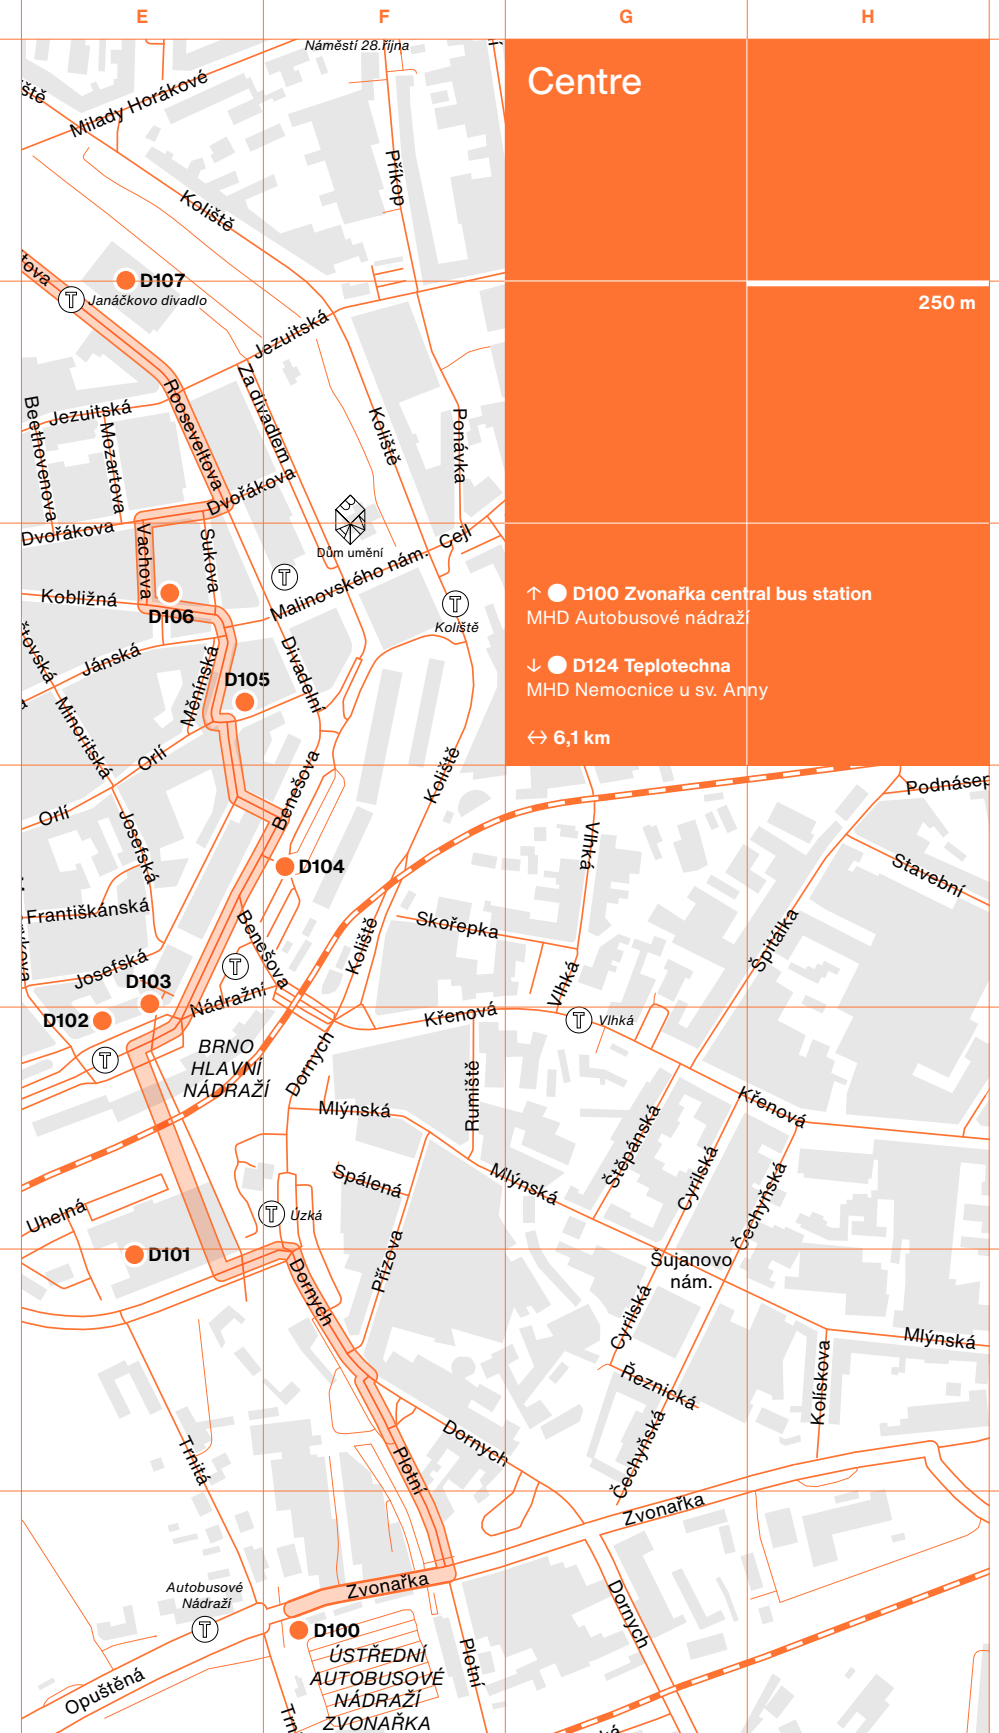 E
F
G
H
Centre
250 m
↑ D100 Zvonařka central bus station
MHD Autobusové nádraží
↓ D124 Teplotechna
MHD Nemocnice u sv. Anny
↔ 6,1 km
Náměstí 28.října
Milady Horákové
Koliště
Příkop
D107
Janáčkovo divadlo
Jezuitská
Rooseveltova
Za divadlem
Jezuitská
Beethovenova
Mozartova
Koliště
Ponávka
Dvořákova
Dvořákova
Vachova
Sukova
Dům umění
Cejl
Malinovského nám.
Kobližná
D106
Koliště
Jánská
Měnínská
Divadelní
D105
Minoritská
Orlí
Orlí
Benešova
Koliště
Josefská
D104
Podnásep
Vlhká
Stavební
Františkánská
Benešova
Koliště
Skořepka
Špitálka
Josefská
D103
Nádražní
Vlhká
D102
Křenová
Vlhká
BRNO
HLAVNÍ
NÁDRAŽÍ
Dornych
Rumiště
Mlýnská
Křenová
Štěpánská
Cyrilská
Čechyňská
Mlýnská
Spálená
Uhelná
Úzká
D101
Přízova
Šujanovo
nám.
Dornych
Cyrilská
Mlýnská
Kolískova
Řeznická
Čechyňská
Dornych
Trnitá
Plotní
Zvonařka
Autobusové
Nádraží
Zvonařka
Dornych
D100
ÚSTŘEDNÍ
AUTOBUSOVÉ
NÁDRAŽÍ
ZVONAŘKA
Plotní
Opuštěná